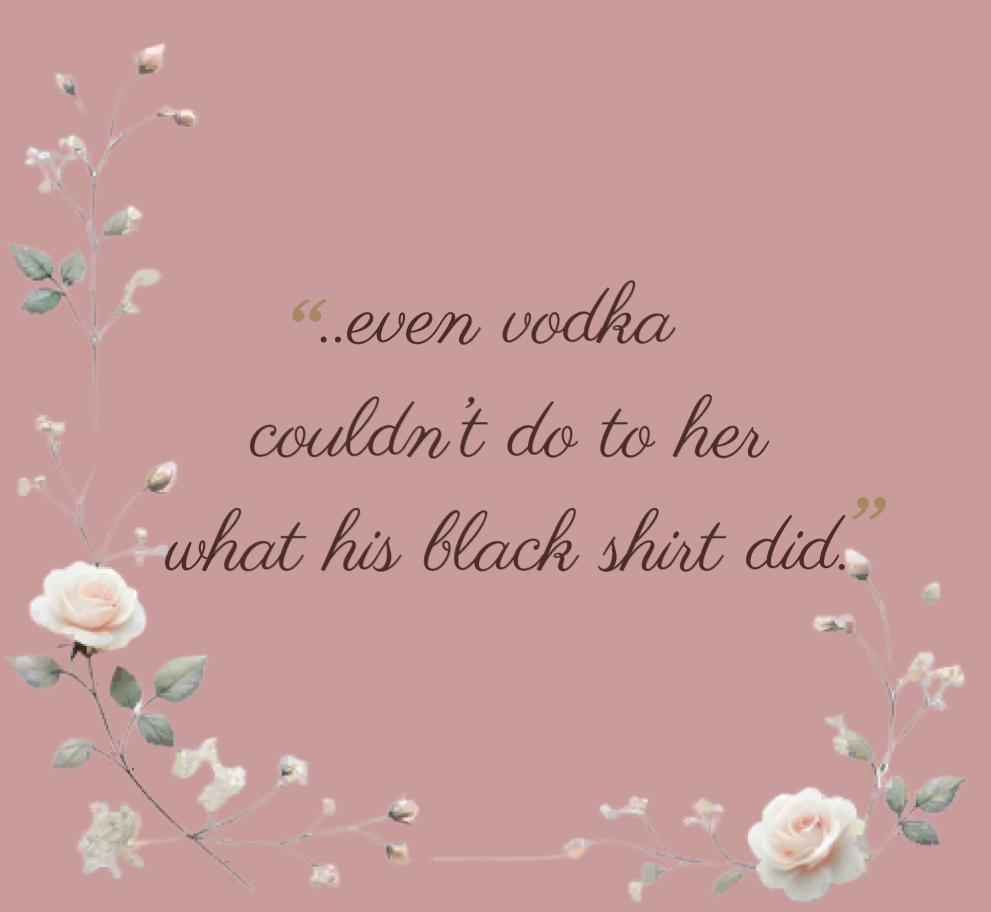 “..even vodka
couldn’t do to her
what his black shirt did.”